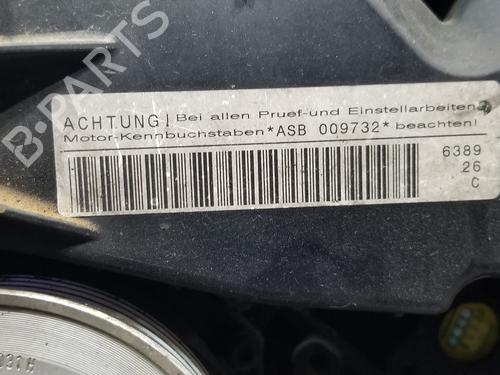 B-PARTS
ACHTUNG! Bei allen Pruef-und Einstellarbeiten
Motor-Kennbuchstaben *ASB 009732* beachten!
6389
26
C